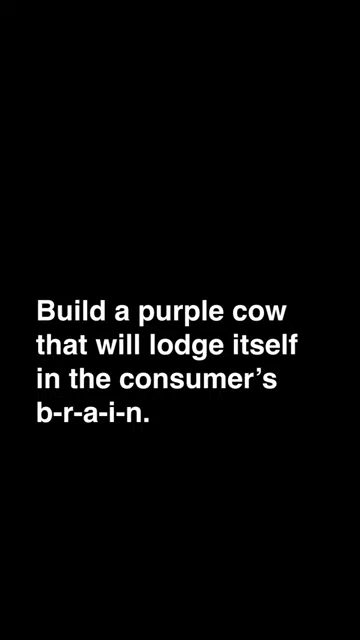 Build a purple cow
that will lodge itself
in the consumer’s
b-r-a-i-n.